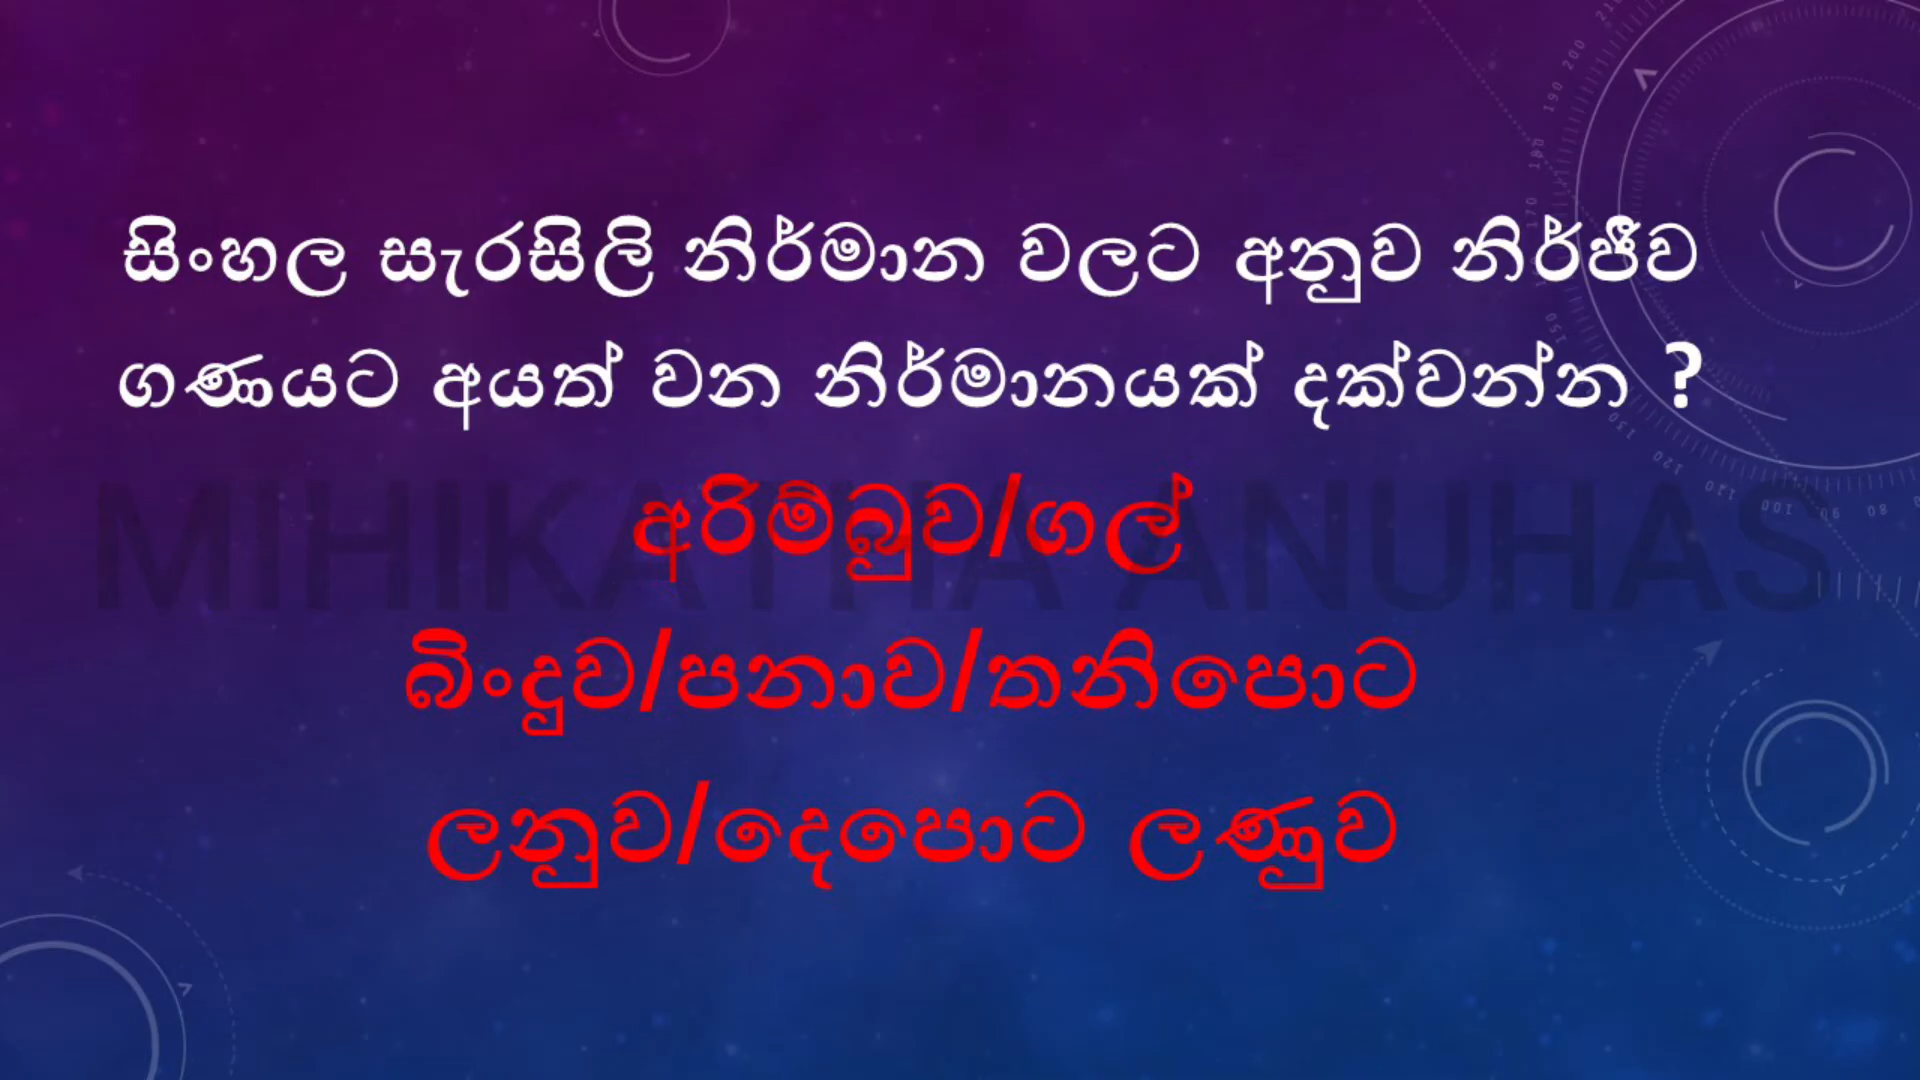 සිංහල සැරසිලි නිර්මාන වලට අනුව නිර්ජීව
ගණයට අයත් වන නිර්මානයක් දක්වන්න ?
අරිම්බුව/ගල්
බිංදුව/පනාව/තනිපොට
ලනුව/දෙපොට ලණුව
MIHIKATHA ANUHAS